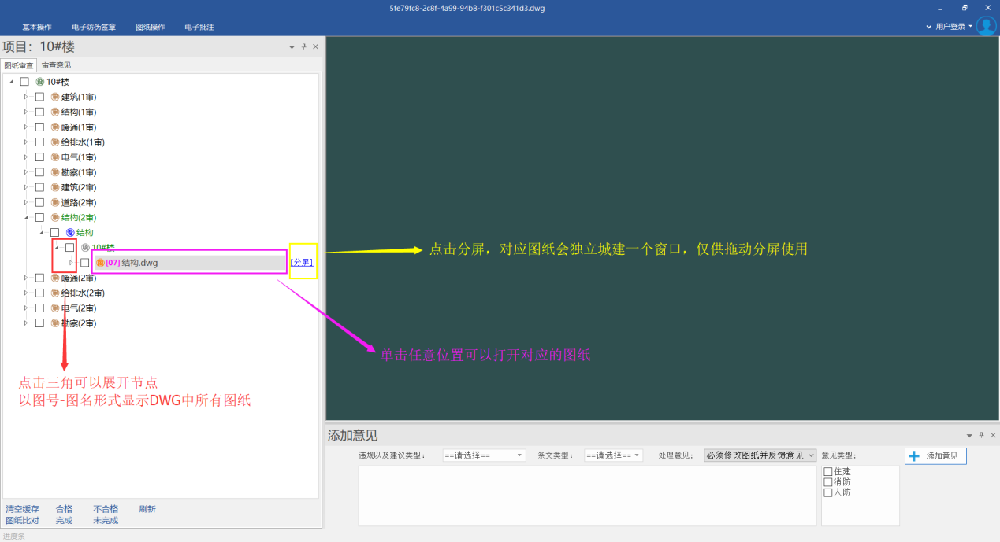 5fe79fc8-2c8f-4a99-94b8-f301c5c341d3.dwg
基本操作 电子防伪签章 图纸操作 电子批注 用户登录
项目：10#楼
图纸审查 审查意见
10#楼
建筑(1审)
结构(1审)
暖通(1审)
给排水(1审)
电气(1审)
勘察(1审)
建筑(2审)
道路(2审)
结构(2审)
结构
10#楼
[07]结构.dwg [分屏]
暖通(2审)
给排水(2审)
电气(2审)
勘察(2审)
点击三角可以展开节点
以图号-图名形式显示DWG中所有图纸
清空缓存 合格 不合格 刷新
图纸比对 完成 未完成
进度条
点击分屏，对应图纸会独立城建一个窗口，仅供拖动分屏使用
单击任意位置可以打开对应的图纸
添加意见
违规以及建议类型： ==请选择== 条文类型： ==请选择== 处理意见： 必须修改图纸并反馈意见 意见类型： 添加意见
住建
消防
人防